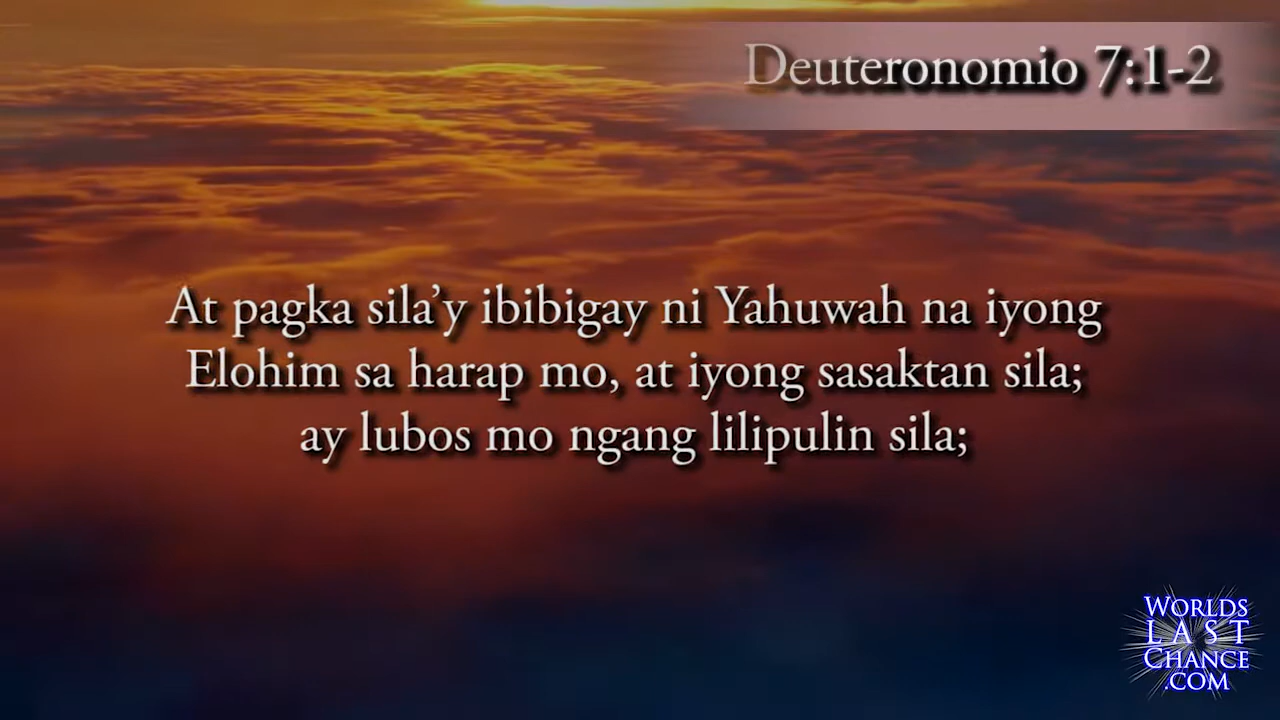 Deuteronomio 7:1-2
At pagka sila’y ibibigay ni Yahuwah na iyong
Elohim sa harap mo, at iyong sasaktan sila;
ay lubos mo ngang lilipulin sila;
WORLDS
LAST
CHANCE
.COM